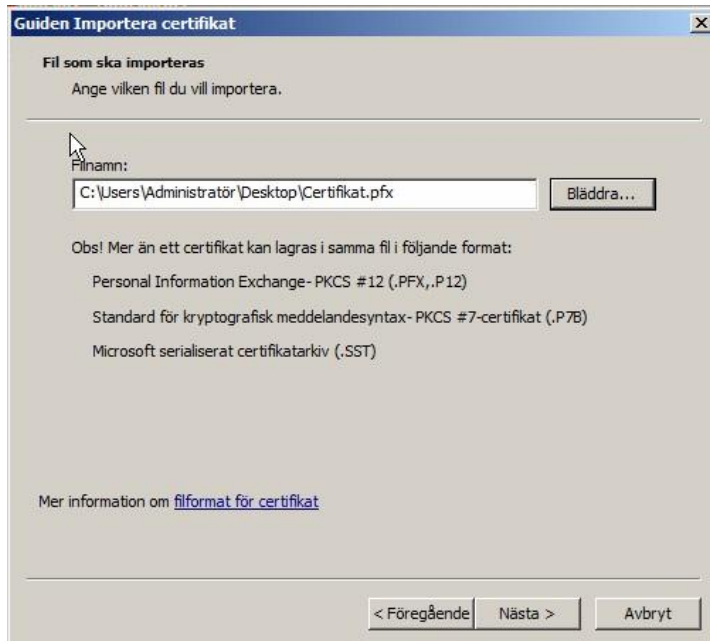 Guiden Importera certifikat
Fil som ska importeras
Ange vilken fil du vill importera.
Filnamn:
C:\Users\Administratör\Desktop\Certifikat.pfx
Bläddra...
Obs! Mer än ett certifikat kan lagras i samma fil i följande format:
Personal Information Exchange- PKCS #12 (.PFX,.P12)
Standard för kryptografisk meddelandesyntax- PKCS #7-certifikat (.P7B)
Microsoft serialiserat certifikatarkiv (.SST)
Mer information om filformat för certifikat
< Föregående
Nästa >
Avbryt